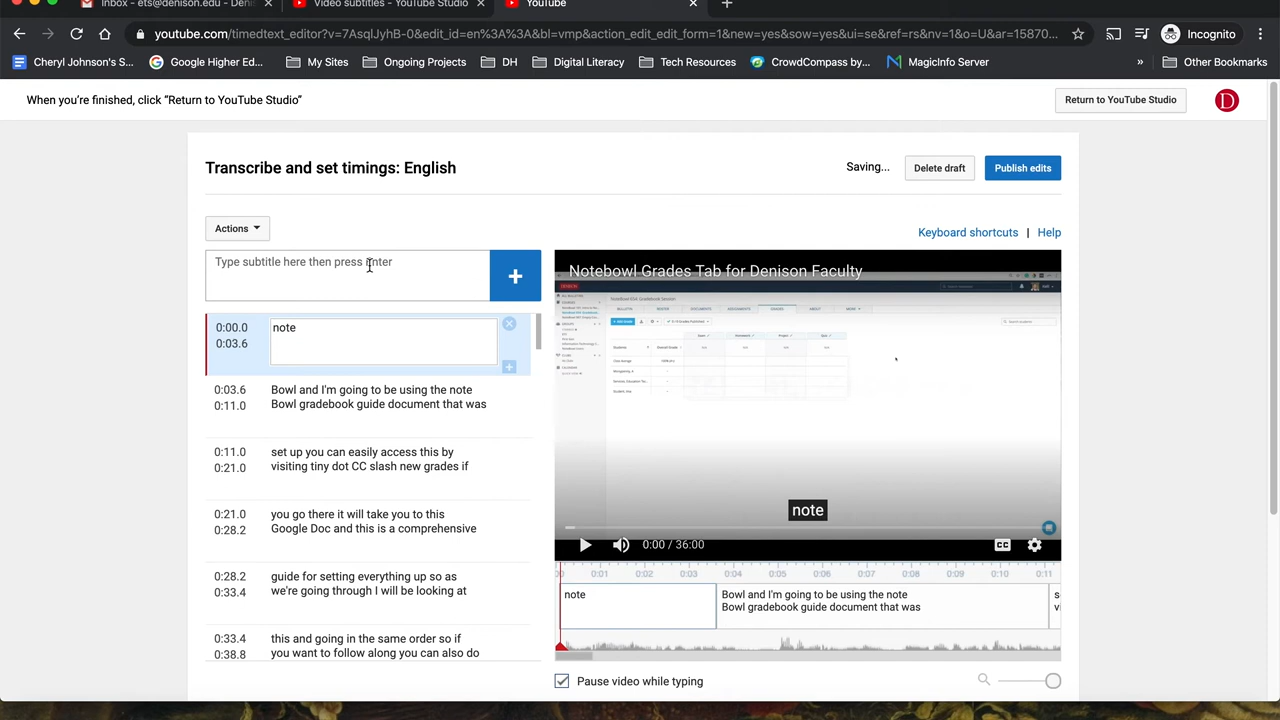 Inbox - ets@denison.edu - Deni
Video subtitles - YouTube Studio
YouTube
youtube.com/timedtext_editor?v=7AsqlJyhB-0&edit_id=en%3A%3A&bl=vmp&action_edit_edit_form=1&new=yes&sow=yes&ui=se&ref=rs&nv=1&o=U&ar=15870...
Incognito
Cheryl Johnson's S...
Google Higher Ed...
My Sites
Ongoing Projects
DH
Digital Literacy
Tech Resources
CrowdCompass by...
MagicInfo Server
»
Other Bookmarks
When you're finished, click "Return to YouTube Studio"
Return to YouTube Studio
D
Transcribe and set timings: English
Saving...
Delete draft
Publish edits
Actions
Keyboard shortcuts | Help
Type subtitle here then press Enter
+
0:00.0
0:03.6
note
0:03.6
0:11.0
Bowl and I'm going to be using the note
Bowl gradebook guide document that was
0:11.0
0:21.0
set up you can easily access this by
visiting tiny dot CC slash new grades if
0:21.0
0:28.2
you go there it will take you to this
Google Doc and this is a comprehensive
0:28.2
0:33.4
guide for setting everything up so as
we're going through I will be looking at
0:33.4
0:38.8
this and going in the same order so if
you want to follow along you can also do
Notebowl Grades Tab for Denison Faculty
note
0:00 / 36:00
CC
0:01 0:02 0:03 0:04 0:05 0:06 0:07 0:08 0:09 0:10 0:11
note
Bowl and I'm going to be using the note
Bowl gradebook guide document that was
Pause video while typing